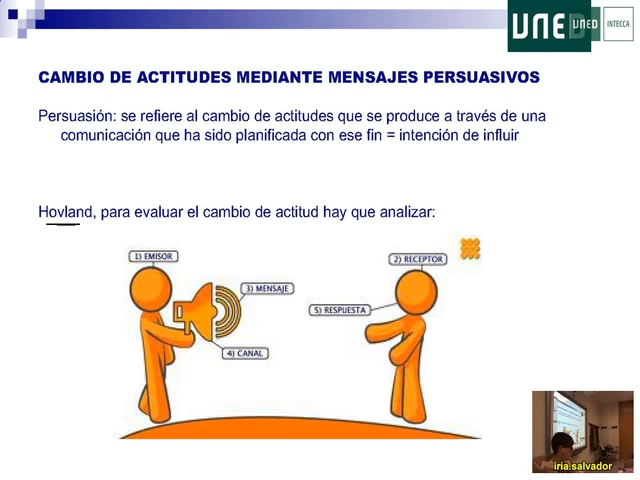 UNED
UNED
INTECCA
CAMBIO DE ACTITUDES MEDIANTE MENSAJES PERSUASIVOS
Persuasión: se refiere al cambio de actitudes que se produce a través de una
comunicación que ha sido planificada con ese fin = intención de influir
Hovland, para evaluar el cambio de actitud hay que analizar:
1) EMISOR
2) RECEPTOR
3) MENSAJE
5) RESPUESTA
4) CANAL
iria.salvador